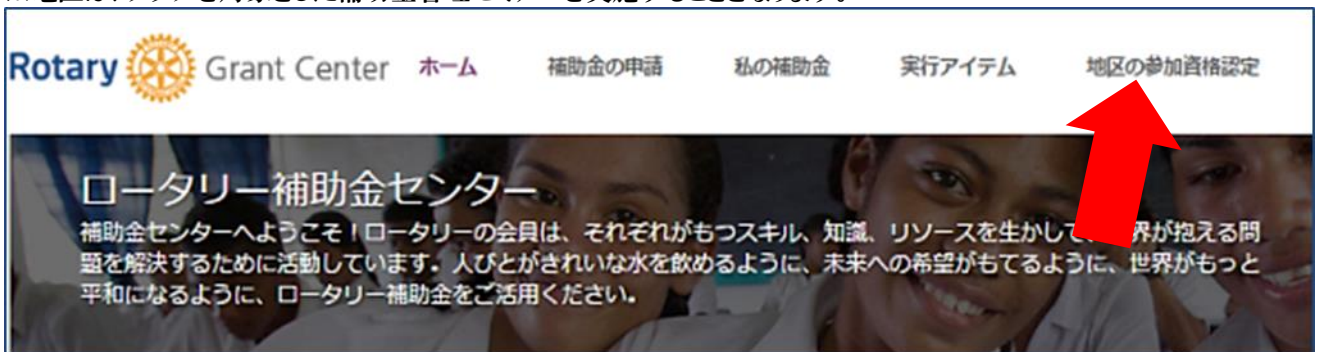 Rotary Grant Center ホーム 補助金の申請 私の補助金 実行アイテム 地区の参加資格認定
ロータリー補助金センター
補助金センターへようこそ！ロータリーの会員は、それぞれがもつスキル、知識、リソースを生かして、 界が抱える問
題を解決するために活動しています。人びとがきれいな水を飲めるように、未来への希望がもてるように、世界がもっと
平和になるように、ロータリー補助金をご活用ください。